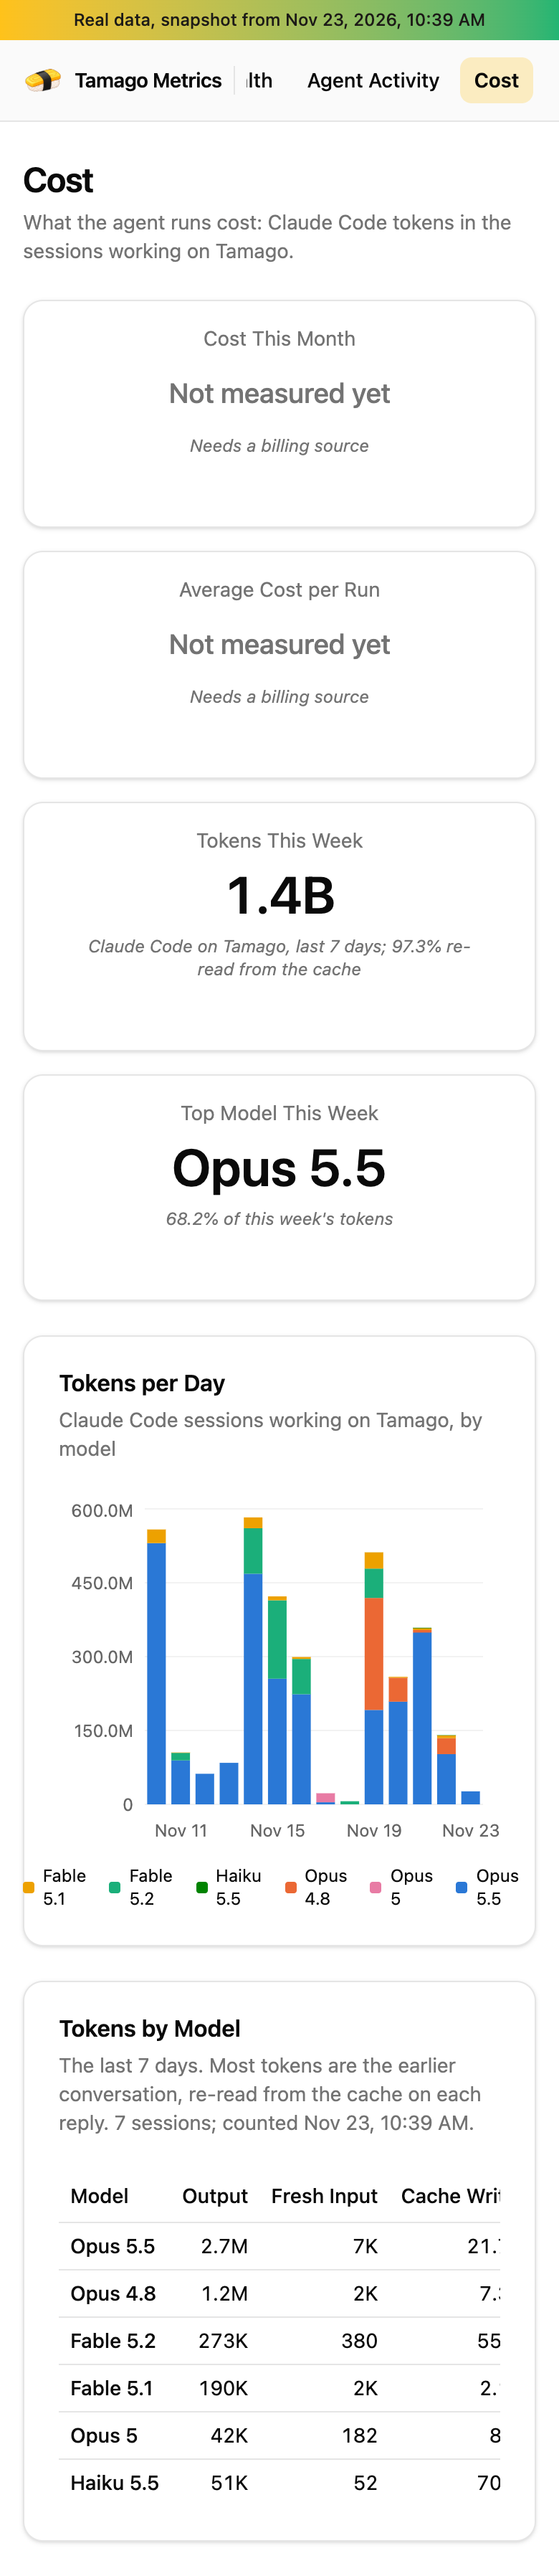 Real data, snapshot from Nov 23, 2026, 10:39 AM
Tamago Metrics lth Agent Activity Cost
Cost
What the agent runs cost: Claude Code tokens in the
sessions working on Tamago.
Cost This Month
Not measured yet
Needs a billing source
Average Cost per Run
Not measured yet
Needs a billing source
Tokens This Week
1.4B
Claude Code on Tamago, last 7 days; 97.3% re-
read from the cache
Top Model This Week
Opus 5.5
68.2% of this week's tokens
Tokens per Day
Claude Code sessions working on Tamago, by
model
600.0M
450.0M
300.0M
150.0M
0
Nov 11 Nov 15 Nov 19 Nov 23
Fable 5.1 Fable 5.2 Haiku 5.5 Opus 4.8 Opus 5 Opus 5.5
Tokens by Model
The last 7 days. Most tokens are the earlier
conversation, re-read from the cache on each
reply. 7 sessions; counted Nov 23, 10:39 AM.
Model Output Fresh Input Cache Writ
Opus 5.5 2.7M 7K 21.
Opus 4.8 1.2M 2K 7.
Fable 5.2 273K 380 55
Fable 5.1 190K 2K 2.
Opus 5 42K 182 8
Haiku 5.5 51K 52 70